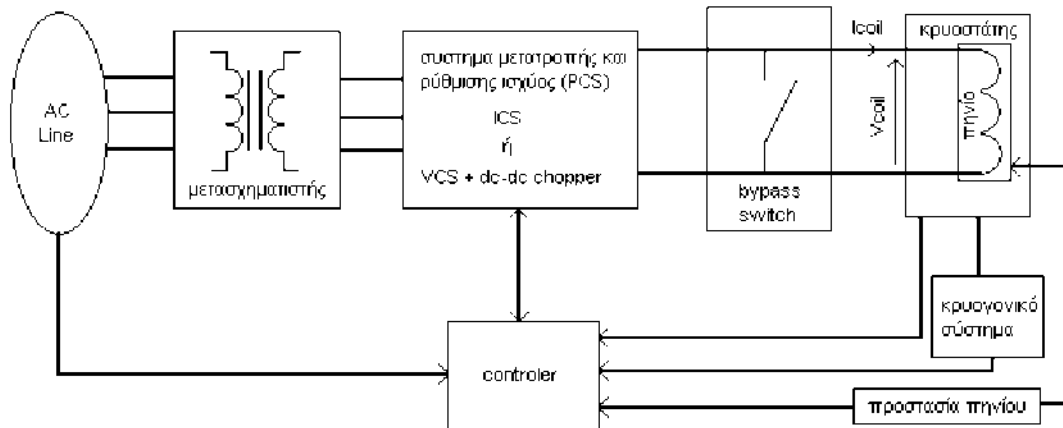 AC
Line
μετασχηματιστής
σύστημα μετατροπής και
ρύθμισης ισχύος (PCS)
ICS
ή
VCS + dc-dc chopper
bypass
switch
Icoil
Vcoil
κρυοστάτης
πηνίο
κρυογονικό
σύστημα
controler
προστασία πηνίου